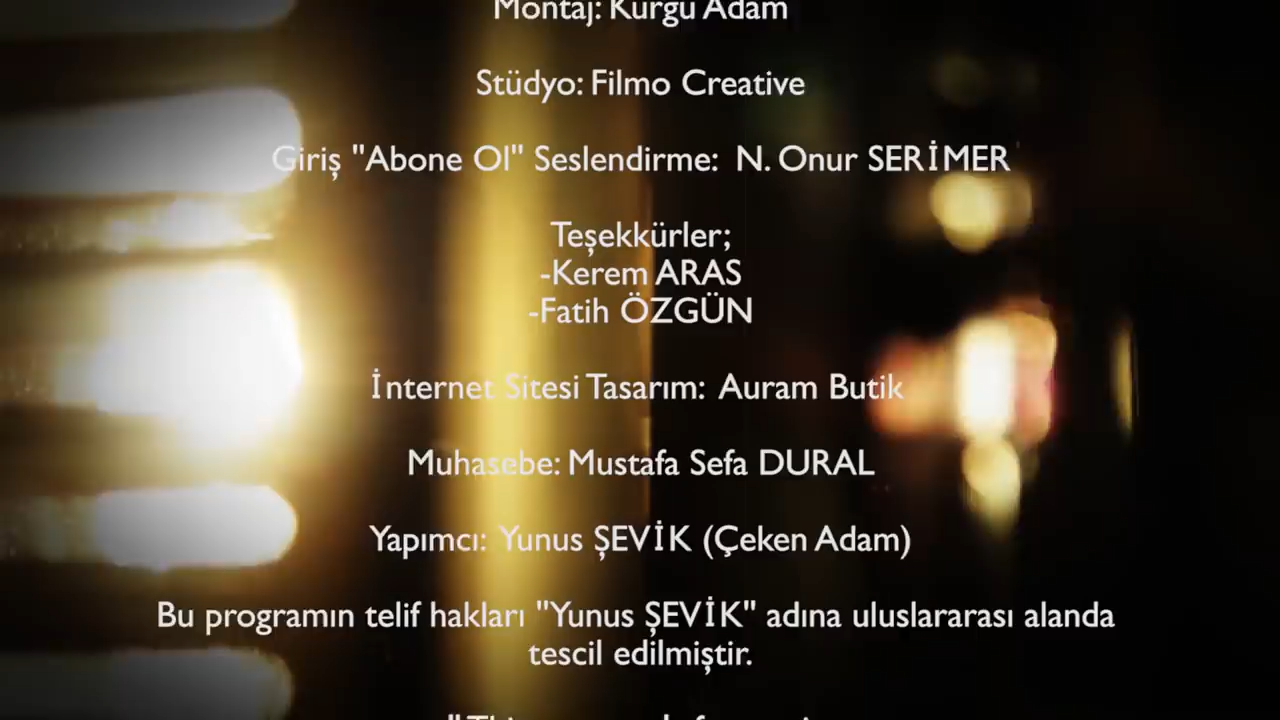 Montaj: Kurgu Adam
Stüdyo: Filmo Creative
Giriş "Abone Ol" Seslendirme: N. Onur SERİMER
Teşekkürler;
-Kerem ARAS
-Fatih ÖZGÜN
İnternet Sitesi Tasarım: Auram Butik
Muhasebe: Mustafa Sefa DURAL
Yapımcı: Yunus ŞEVİK (Çeken Adam)
Bu programın telif hakları "Yunus ŞEVİK" adına uluslararası alanda
tescil edilmiştir.